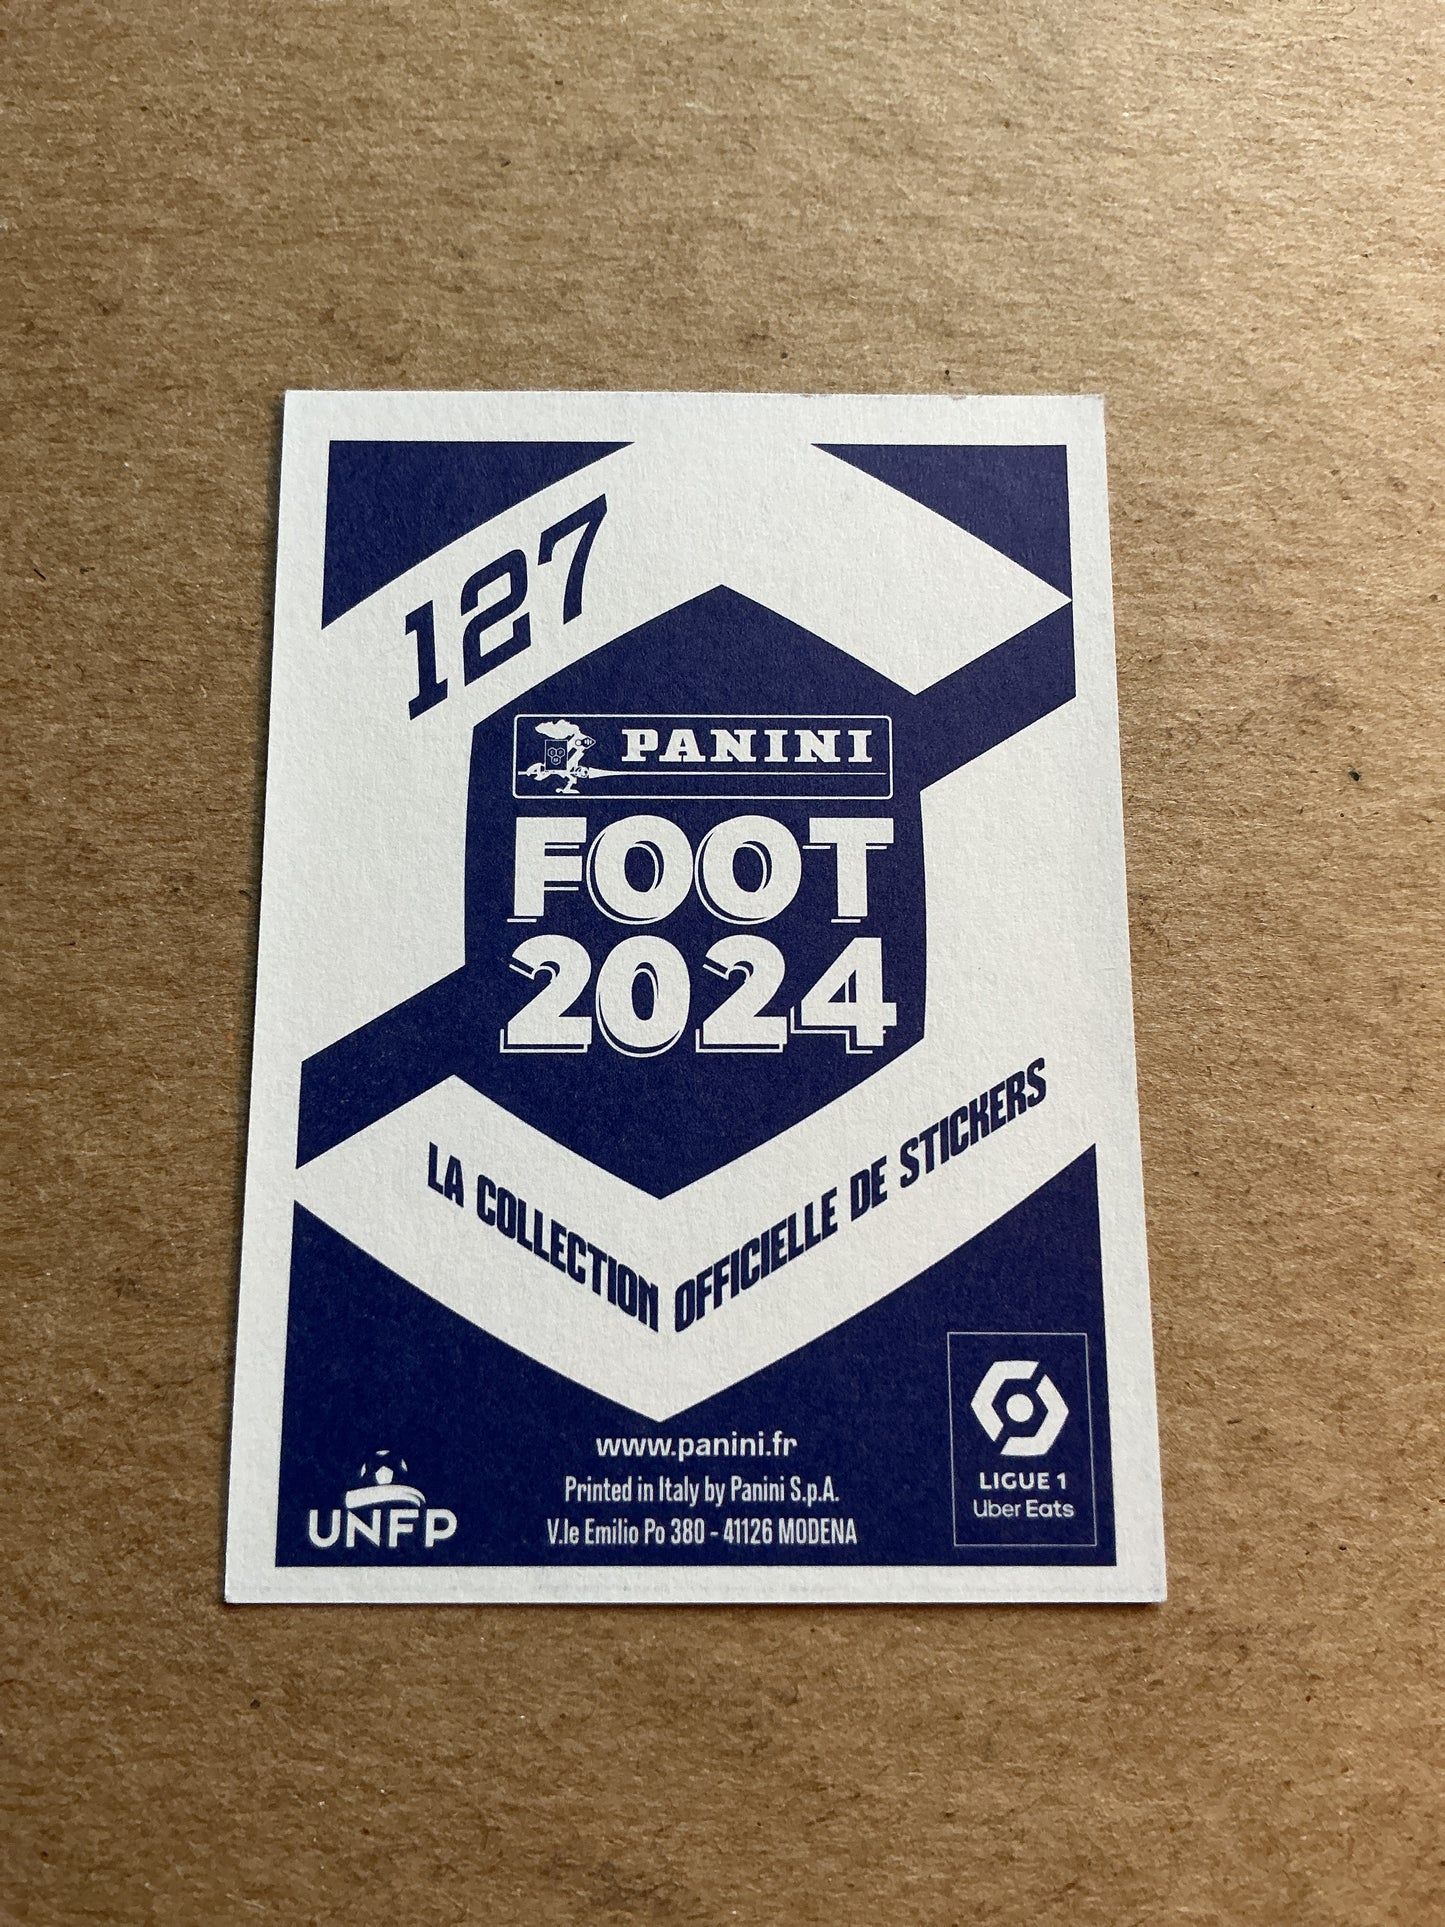 127
PANINI
FOOT
2024
LA COLLECTION OFFICIELLE DE STICKERS
www.panini.fr
Printed in Italy by Panini S.p.A.
V.le Emilio Po 380 - 41126 MODENA
UNFP
LIGUE 1
Uber Eats